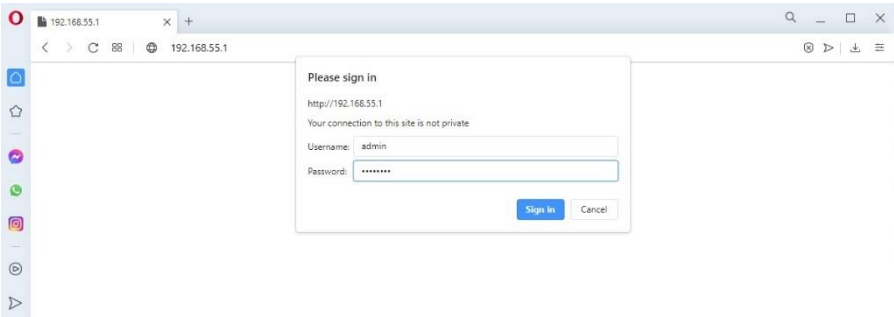 192.168.55.1
192.168.55.1
Please sign in
http://192.168.55.1
Your connection to this site is not private
Username: admin
Password: ••••••••
Sign in Cancel